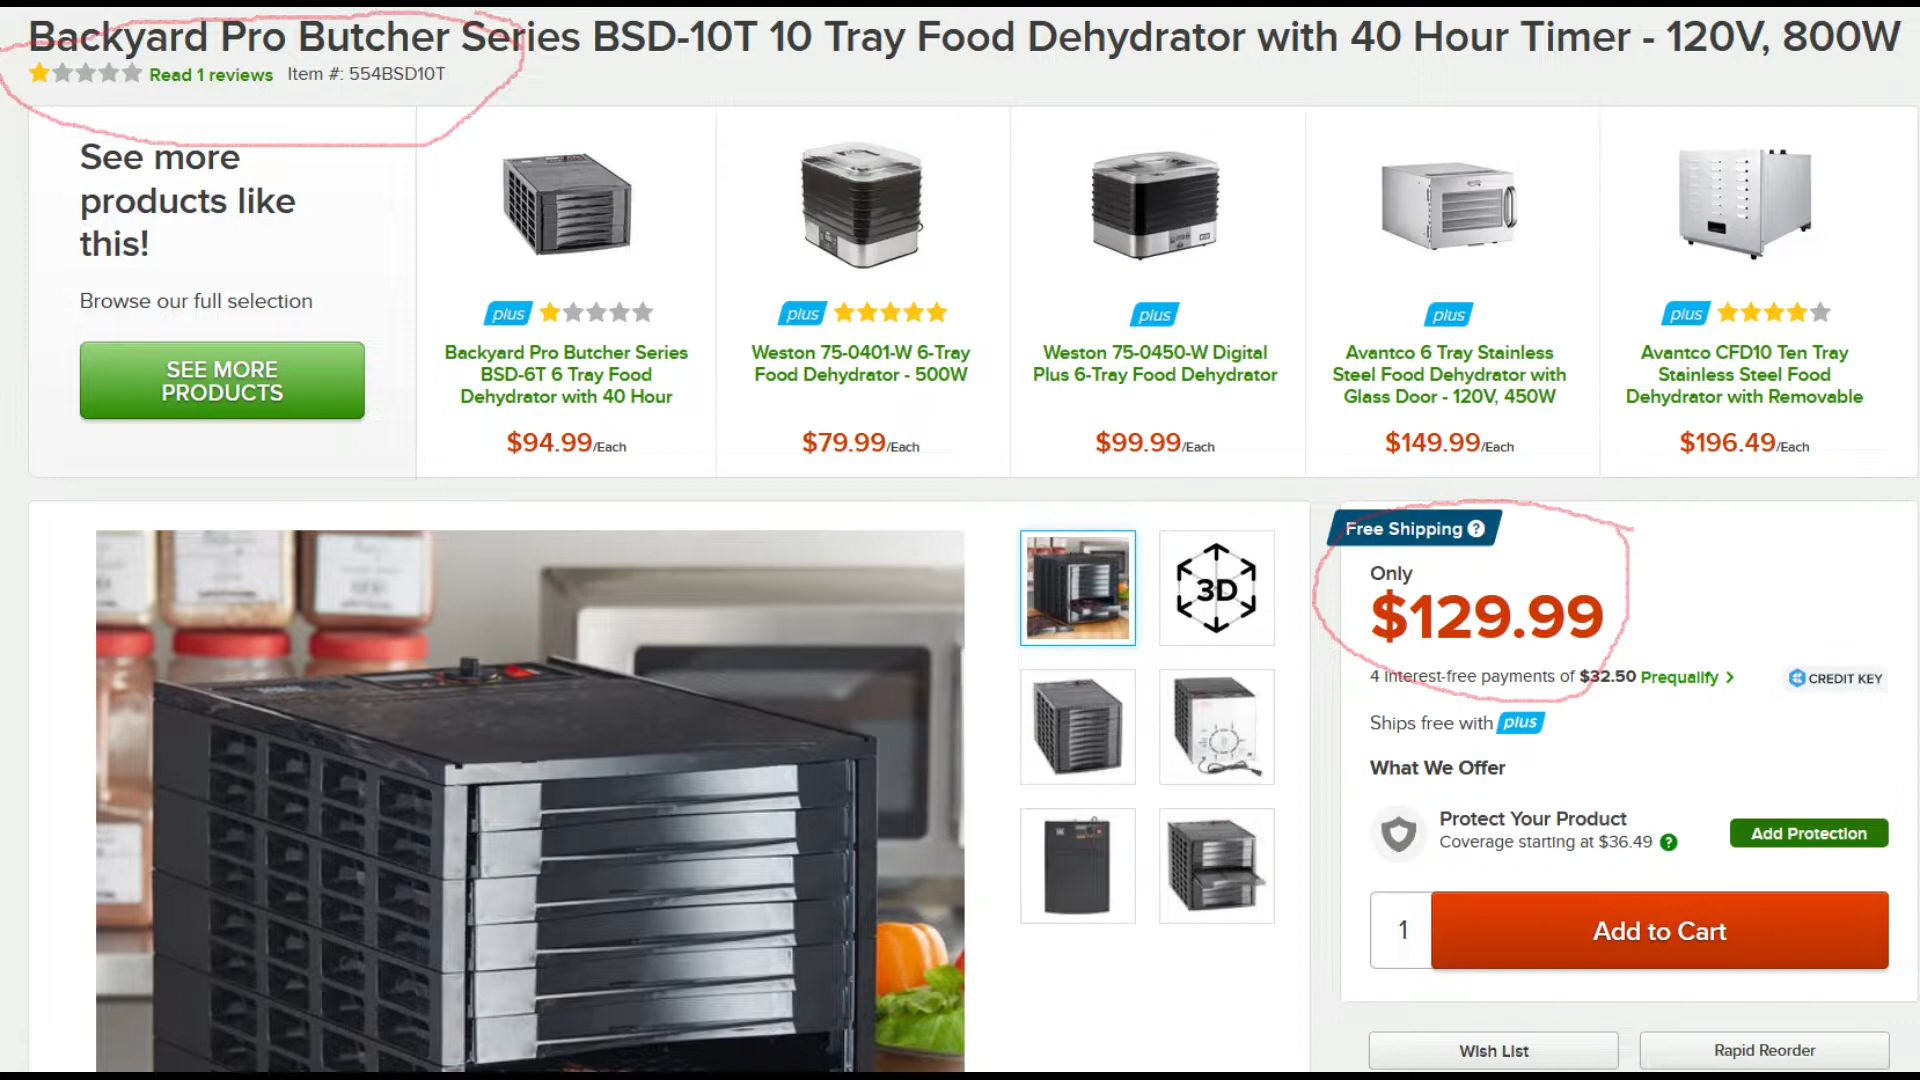 Backyard Pro Butcher Series BSD-10T 10 Tray Food Dehydrator with 40 Hour Timer - 120V, 800W
Read 1 reviews Item #: 554BSD10T
See more
products like
this!
Browse our full selection
SEE MORE
PRODUCTS
plus
Backyard Pro Butcher Series
BSD-6T 6 Tray Food
Dehydrator with 40 Hour
$94.99/Each
plus
Weston 75-0401-W 6-Tray
Food Dehydrator - 500W
$79.99/Each
plus
Weston 75-0450-W Digital
Plus 6-Tray Food Dehydrator
$99.99/Each
plus
Avantco 6 Tray Stainless
Steel Food Dehydrator with
Glass Door - 120V, 450W
$149.99/Each
plus
Avantco CFD10 Ten Tray
Stainless Steel Food
Dehydrator with Removable
$196.49/Each
3D
Free Shipping ?
Only
$129.99
4 interest-free payments of $32.50 Prequalify >
CREDIT KEY
Ships free with plus
What We Offer
Protect Your Product
Coverage starting at $36.49 ?
Add Protection
1
Add to Cart
Wish List
Rapid Reorder